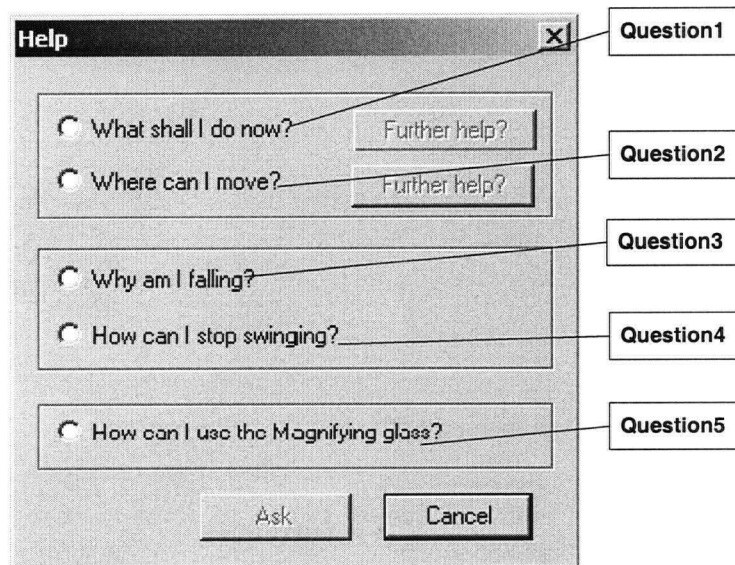 Help
Question1
What shall I do now?
Further help?
Question2
Where can I move?
Further help?
Question3
Why am I falling?
Question4
How can I stop swinging?
Question5
How can I use the Magnifying glass?
Ask
Cancel